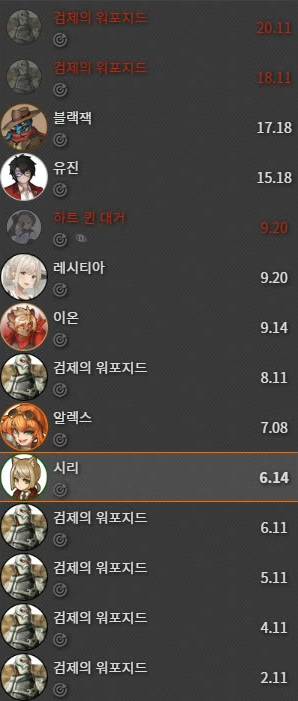 검제의 워포지드
20.11
검제의 워포지드
18.11
블랙잭
17.18
유진
15.18
하트 퀸 대거
9.20
레시티아
9.20
이온
9.14
검제의 워포지드
8.11
알렉스
7.08
시리
6.14
검제의 워포지드
6.11
검제의 워포지드
5.11
검제의 워포지드
4.11
검제의 워포지드
2.11